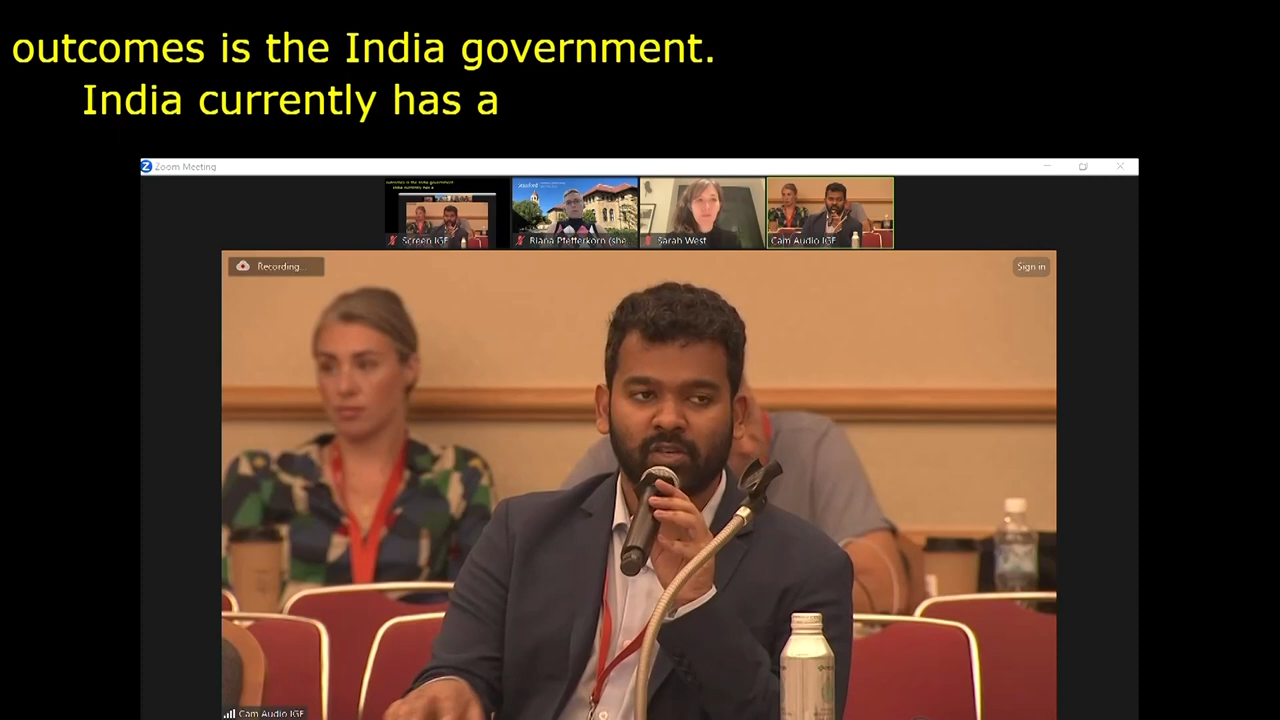 outcomes is the India government.
India currently has a
Zoom Meeting
Screen IGF
Riana Pfefferkorn (she
Sarah West
Cam Audio IGF
Recording...
Sign in
Cam Audio IGF